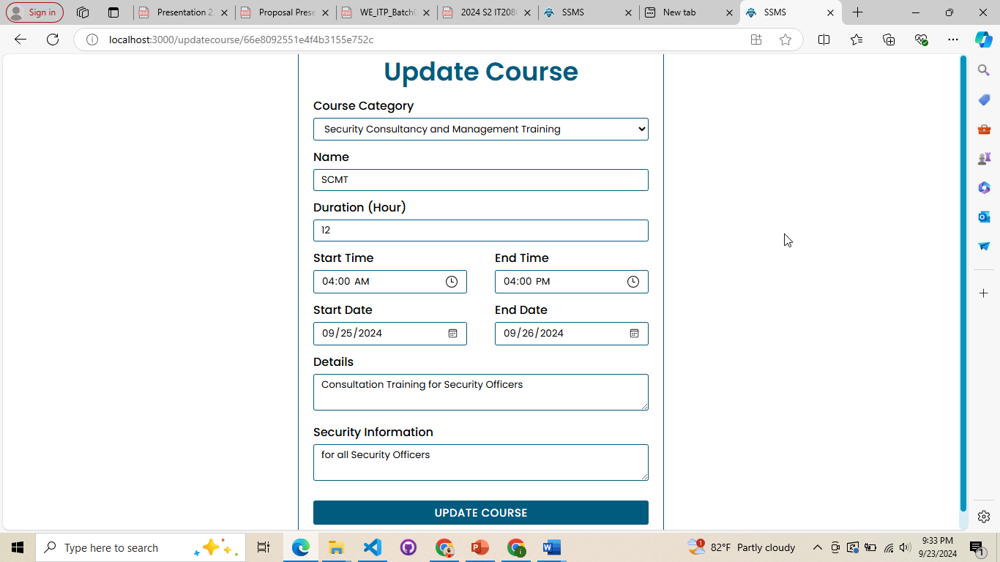 Sign in
Presentation 2
Proposal Prese
WE_ITP_Batch
2024 S2 IT208
SSMS
New tab
SSMS
localhost:3000/updatecourse/66e8092551e4f4b3155e752c
Update Course
Course Category
Security Consultancy and Management Training
Name
SCMT
Duration (Hour)
12
Start Time End Time
04:00 AM 04:00 PM
Start Date End Date
09/25/2024 09/26/2024
Details
Consultation Training for Security Officers
Security Information
for all Security Officers
UPDATE COURSE
Type here to search
1
82°F Partly cloudy
9:33 PM
9/23/2024
1